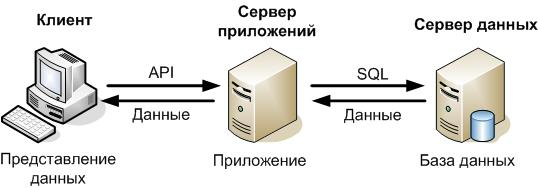 Клиент
Сервер
приложений
Сервер данных
API
Данные
SQL
Данные
Представление
данных
Приложение
База данных